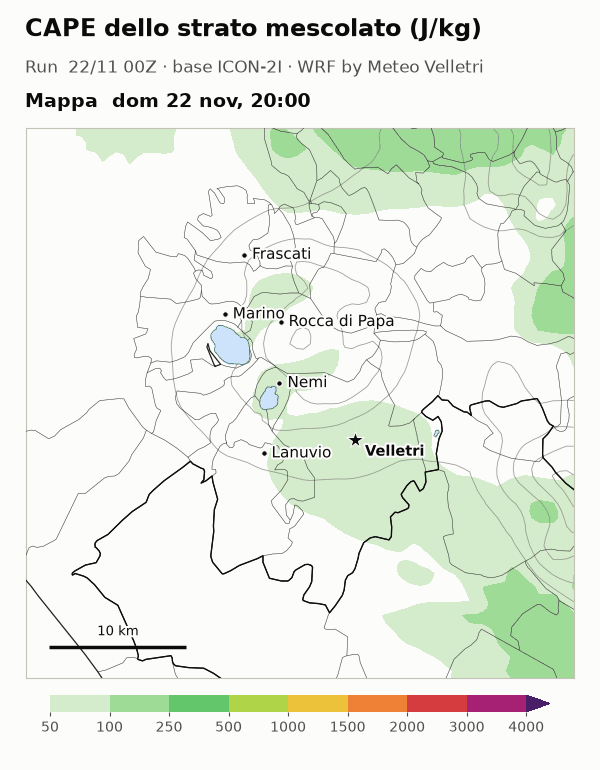 CAPE dello strato mescolato (J/kg)
Run  22/11 00Z · base ICON-2I · WRF by Meteo Velletri
Mappa  dom 22 nov, 20:00
Frascati
Marino
Rocca di Papa
Nemi
Velletri
Lanuvio
10 km
50 100 250 500 1000 1500 2000 3000 4000